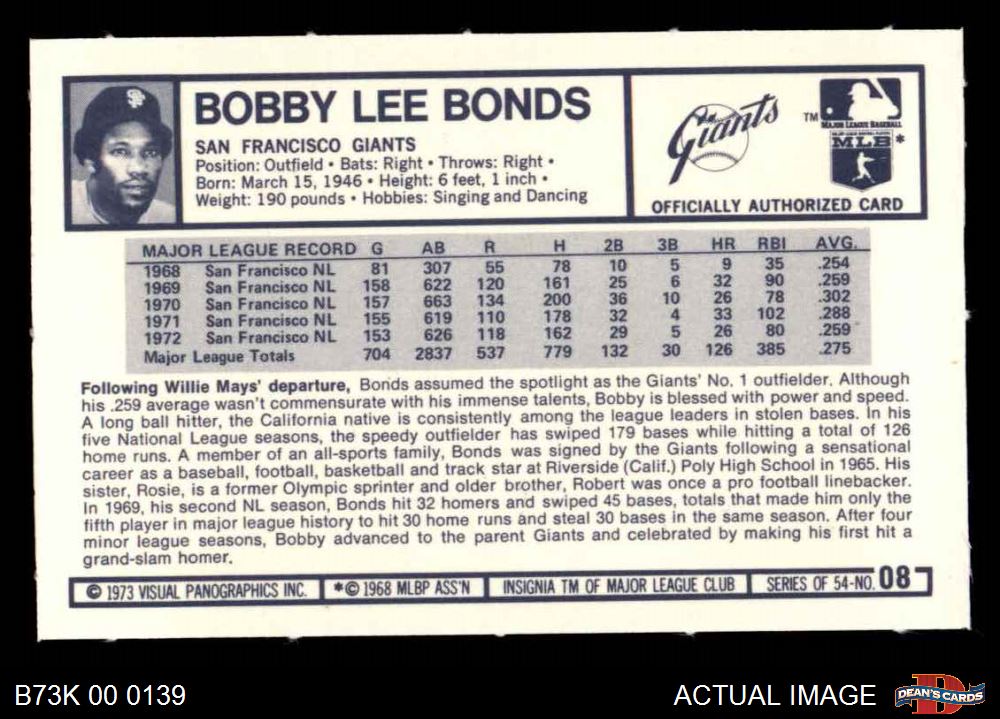 BOBBY LEE BONDS
SAN FRANCISCO GIANTS
Position: Outfield • Bats: Right • Throws: Right •
Born: March 15, 1946 • Height: 6 feet, 1 inch •
Weight: 190 pounds • Hobbies: Singing and Dancing
Giants TM
MAJOR LEAGUE BASEBALL
MLB *
OFFICIALLY AUTHORIZED CARD
MAJOR LEAGUE RECORD G AB R H 2B 3B HR RBI AVG.
1968 San Francisco NL 81 307 55 78 10 5 9 35 .254
1969 San Francisco NL 158 622 120 161 25 6 32 90 .259
1970 San Francisco NL 157 663 134 200 36 10 26 78 .302
1971 San Francisco NL 155 619 110 178 32 4 33 102 .288
1972 San Francisco NL 153 626 118 162 29 5 26 80 .259
Major League Totals 704 2837 537 779 132 30 126 385 .275
Following Willie Mays' departure, Bonds assumed the spotlight as the Giants' No. 1 outfielder. Although
his .259 average wasn't commensurate with his immense talents, Bobby is blessed with power and speed.
A long ball hitter, the California native is consistently among the league leaders in stolen bases. In his
five National League seasons, the speedy outfielder has swiped 179 bases while hitting a total of 126
home runs. A member of an all-sports family, Bonds was signed by the Giants following a sensational
career as a baseball, football, basketball and track star at Riverside (Calif.) Poly High School in 1965. His
sister, Rosie, is a former Olympic sprinter and older brother, Robert was once a pro football linebacker.
In 1969, his second NL season, Bonds hit 32 homers and swiped 45 bases, totals that made him only the
fifth player in major league history to hit 30 home runs and steal 30 bases in the same season. After four
minor league seasons, Bobby advanced to the parent Giants and celebrated by making his first hit a
grand-slam homer.
© 1973 VISUAL PANOGRAPHICS INC. *© 1968 MLBP ASS'N INSIGNIA TM OF MAJOR LEAGUE CLUB SERIES OF 54-NO. 08
B73K 00 0139 ACTUAL IMAGE DEAN'S CARDS